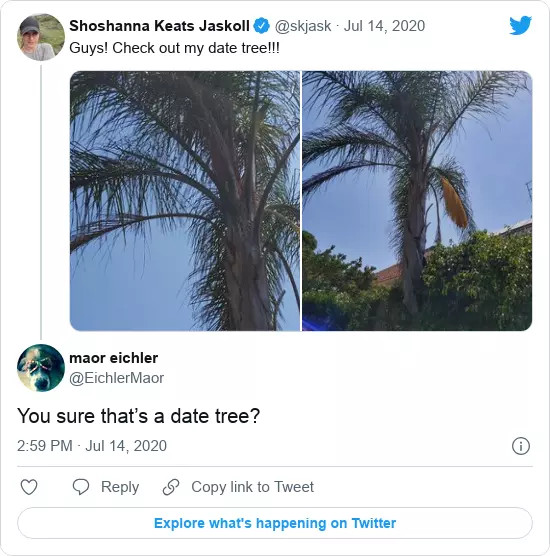 Shoshanna Keats Jaskoll @skjask · Jul 14, 2020
Guys! Check out my date tree!!!
maor eichler
@EichlerMaor
You sure that’s a date tree?
2:59 PM · Jul 14, 2020
Reply Copy link to Tweet
Explore what's happening on Twitter